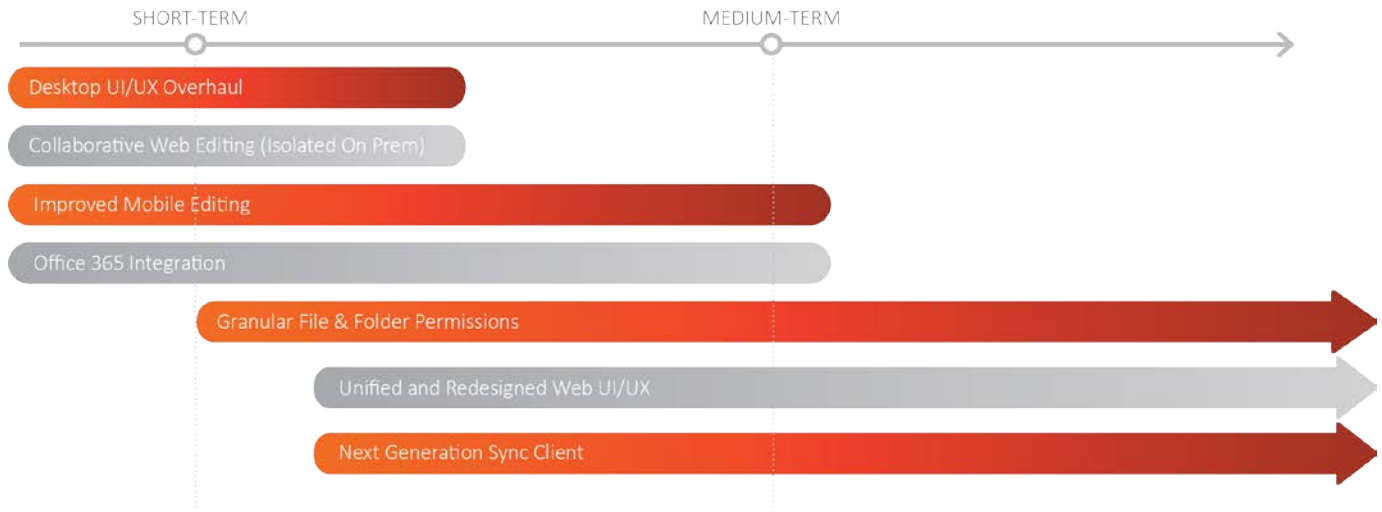 SHORT-TERM
MEDIUM-TERM
Desktop UI/UX Overhaul
Collaborative Web Editing (Isolated On Prem)
Improved Mobile Editing
Office 365 Integration
Granular File & Folder Permissions
Unified and Redesigned Web UI/UX
Next Generation Sync Client